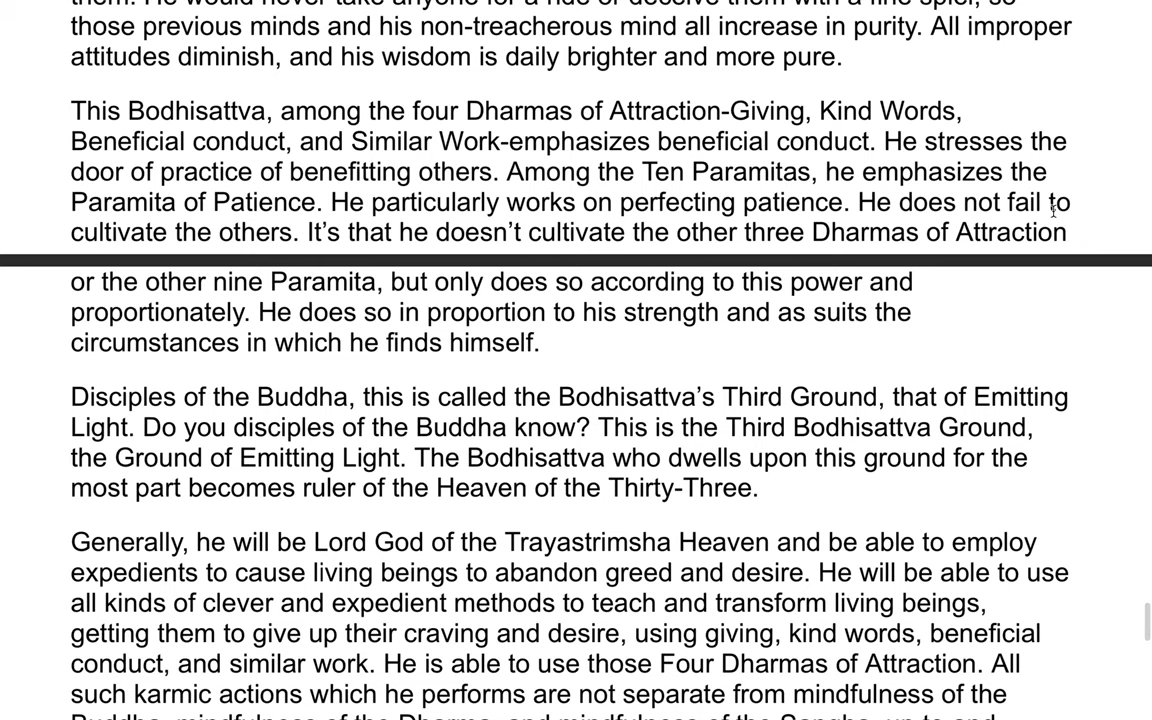 those previous minds and his non-treacherous mind all increase in purity. All improper
attitudes diminish, and his wisdom is daily brighter and more pure.
This Bodhisattva, among the four Dharmas of Attraction-Giving, Kind Words,
Beneficial conduct, and Similar Work-emphasizes beneficial conduct. He stresses the
door of practice of benefitting others. Among the Ten Paramitas, he emphasizes the
Paramita of Patience. He particularly works on perfecting patience. He does not fail to
cultivate the others. It’s that he doesn’t cultivate the other three Dharmas of Attraction
or the other nine Paramita, but only does so according to this power and
proportionately. He does so in proportion to his strength and as suits the
circumstances in which he finds himself.
Disciples of the Buddha, this is called the Bodhisattva’s Third Ground, that of Emitting
Light. Do you disciples of the Buddha know? This is the Third Bodhisattva Ground,
the Ground of Emitting Light. The Bodhisattva who dwells upon this ground for the
most part becomes ruler of the Heaven of the Thirty-Three.
Generally, he will be Lord God of the Trayastrimsha Heaven and be able to employ
expedients to cause living beings to abandon greed and desire. He will be able to use
all kinds of clever and expedient methods to teach and transform living beings,
getting them to give up their craving and desire, using giving, kind words, beneficial
conduct, and similar work. He is able to use those Four Dharmas of Attraction. All
such karmic actions which he performs are not separate from mindfulness of the